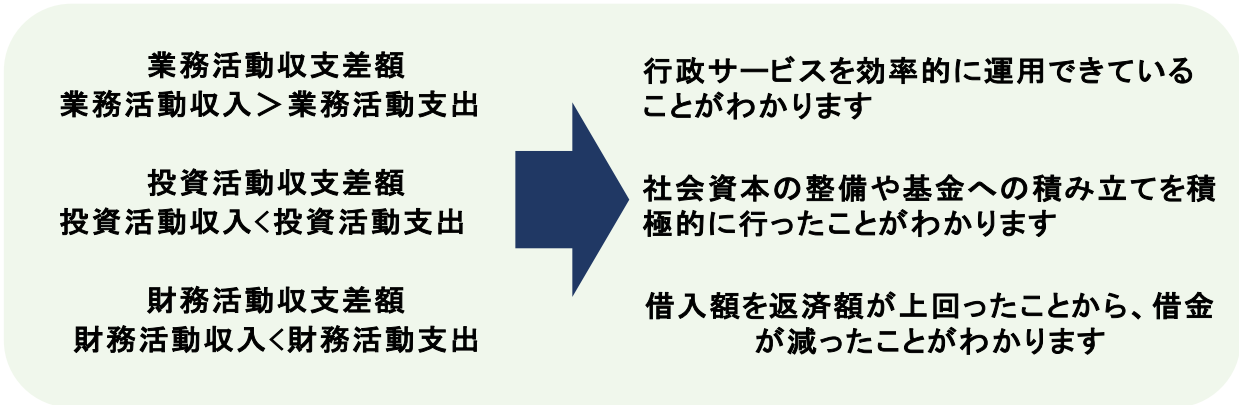 業務活動収支差額
業務活動収入＞業務活動支出
行政サービスを効率的に運用できている
ことがわかります
投資活動収支差額
投資活動収入<投資活動支出
社会資本の整備や基金への積み立てを積
極的に行ったことがわかります
財務活動収支差額
財務活動収入<財務活動支出
借入額を返済額が上回ったことから、借金
が減ったことがわかります